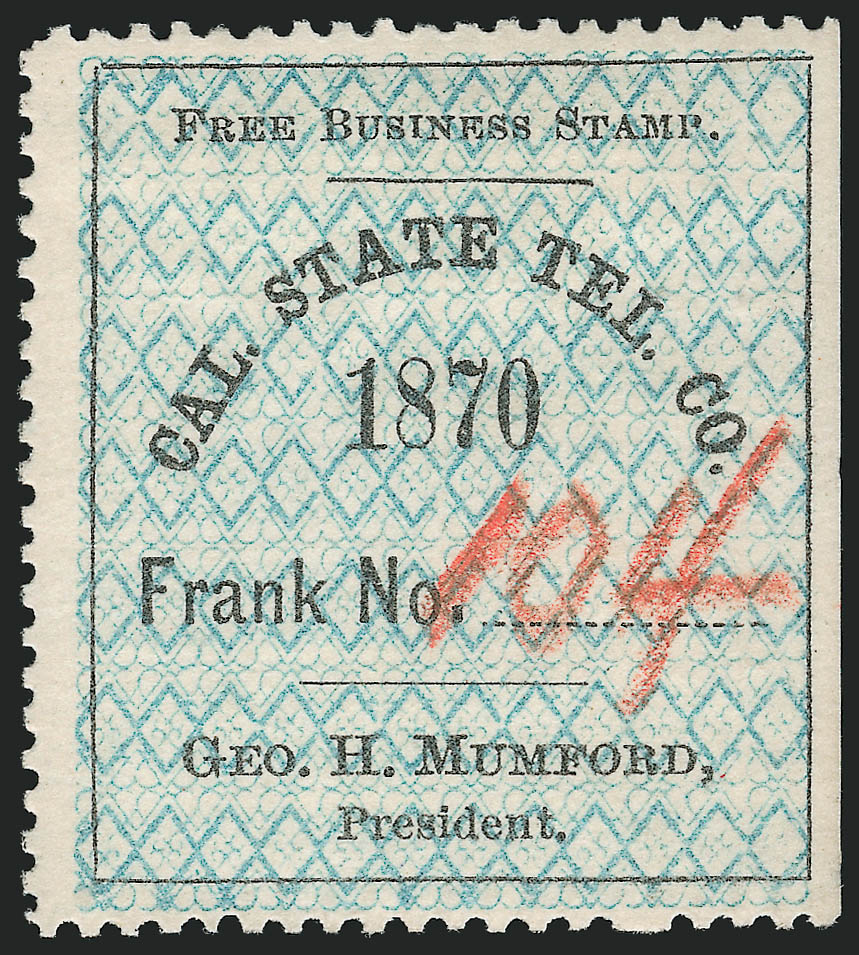 FREE BUSINESS STAMP.
CAL. STATE TEL. CO.
1870
Frank No. 104
GEO. H. MUMFORD,
President.